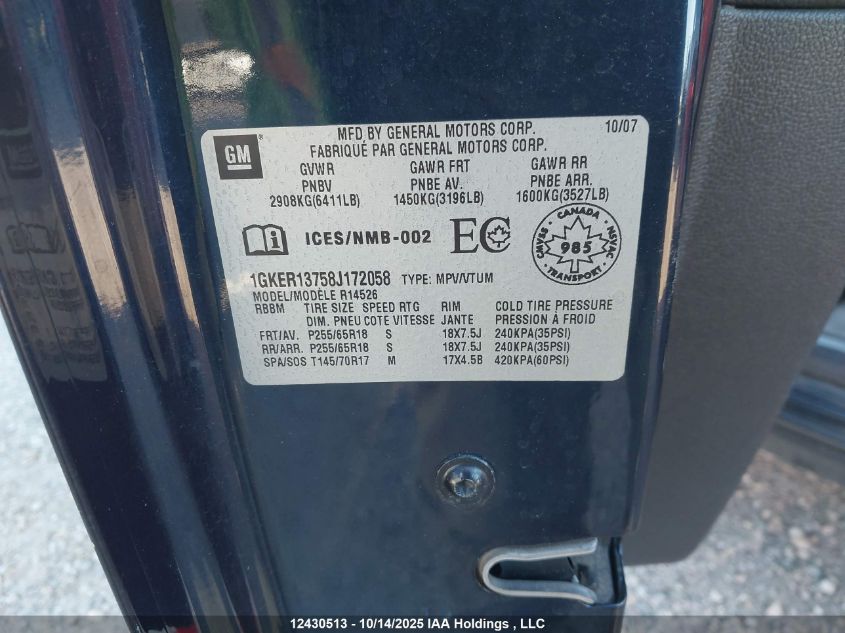 GM
MFD BY GENERAL MOTORS CORP. 10/07
FABRIQUÉ PAR GENERAL MOTORS CORP.
GVWR GAWR FRT GAWR RR
PNBV PNBE AV. PNBE ARR.
2908KG(6411LB) 1450KG(3196LB) 1600KG(3527LB)
i ICES/NMB-002 EC
CANADA
CMVSS 985 NSVAC
TRANSPORT
1GKER13758J172058 TYPE: MPV/VTUM
MODEL/MODÈLE R14526
RBBM TIRE SIZE SPEED RTG RIM COLD TIRE PRESSURE
DIM. PNEU COTE VITESSE JANTE PRESSION À FROID
FRT/AV. P255/65R18 S 18X7.5J 240KPA(35PSI)
RR/ARR. P255/65R18 S 18X7.5J 240KPA(35PSI)
SPA/SOS T145/70R17 M 17X4.5B 420KPA(60PSI)
12430513 - 10/14/2025 IAA Holdings , LLC